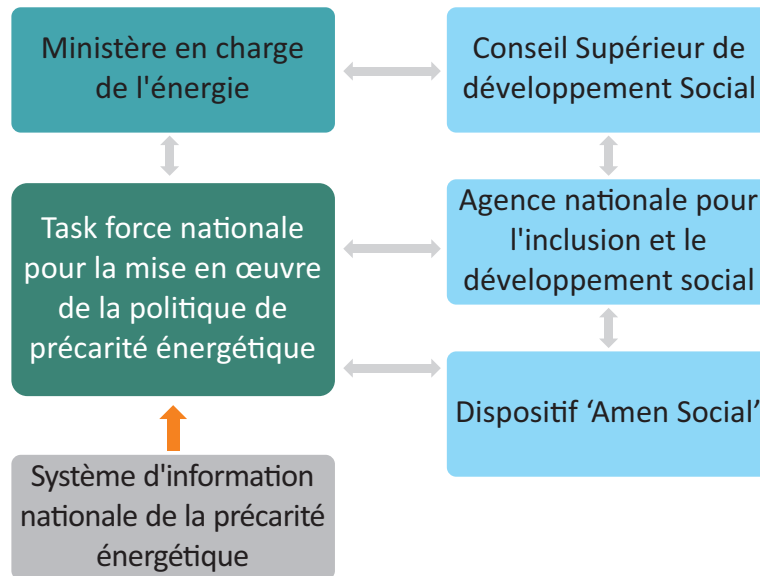 Ministère en charge
de l'énergie
Conseil Supérieur de
développement Social
Task force nationale
pour la mise en œuvre
de la politique de
précarité énergétique
Agence nationale pour
l'inclusion et le
développement social
Dispositif ‘Amen Social’
Système d'information
nationale de la précarité
énergétique